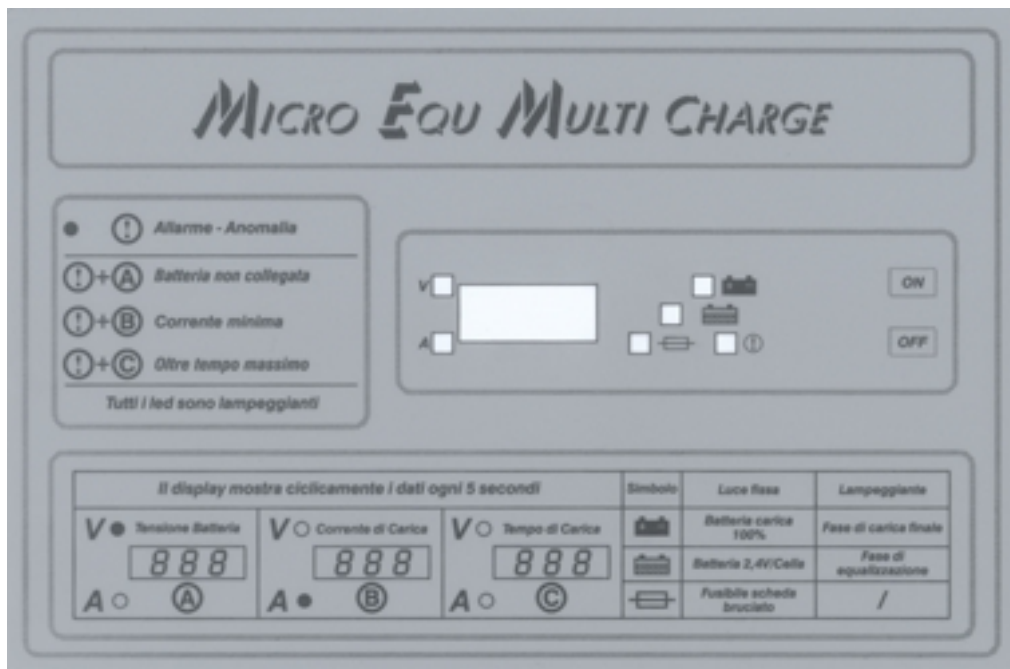 MICRO EQU MULTI CHARGE
! Allarme - Anomalia
!+A Batteria non collegata
!+B Corrente minima
!+C Oltre tempo massimo
Tutti i led sono lampeggianti
V
A
!
ON
OFF
Il display mostra ciclicamente i dati ogni 5 secondi
V Tensione Batteria
888
A A
V Corrente di Carica
888
A B
V Tempo di Carica
888
A C
Simbolo Luce fissa Lampeggiante
Batteria carica
100%
Fase di carica finale
Batteria 2,4V/Cella
Fase di
equalizzazione
Fusibile scheda
bruciato
/